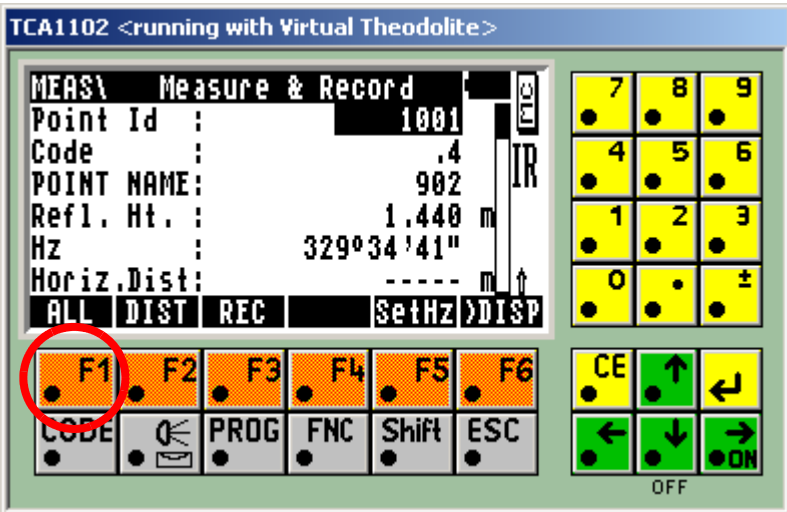 TCA1102 <running with Virtual Theodolite>
MEAS\ Measure & Record
Point Id : 1001
Code : .4
POINT NAME: 902
Refl. Ht. : 1.440 m
Hz : 329°34'41"
Horiz.Dist: ----- m
IR
ALL DIST REC SetHz >DISP
7 8 9
4 5 6
1 2 3
0 . ±
F1 F2 F3 F4 F5 F6
CODE PROG FNC Shift ESC
CE
ON
OFF